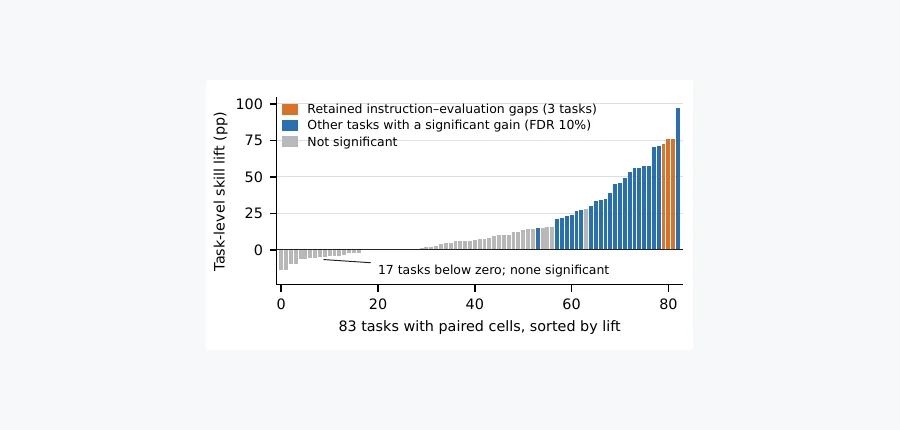 Task-level skill lift (pp)
100
75
50
25
0
Retained instruction–evaluation gaps (3 tasks)
Other tasks with a significant gain (FDR 10%)
Not significant
17 tasks below zero; none significant
0 20 40 60 80
83 tasks with paired cells, sorted by lift